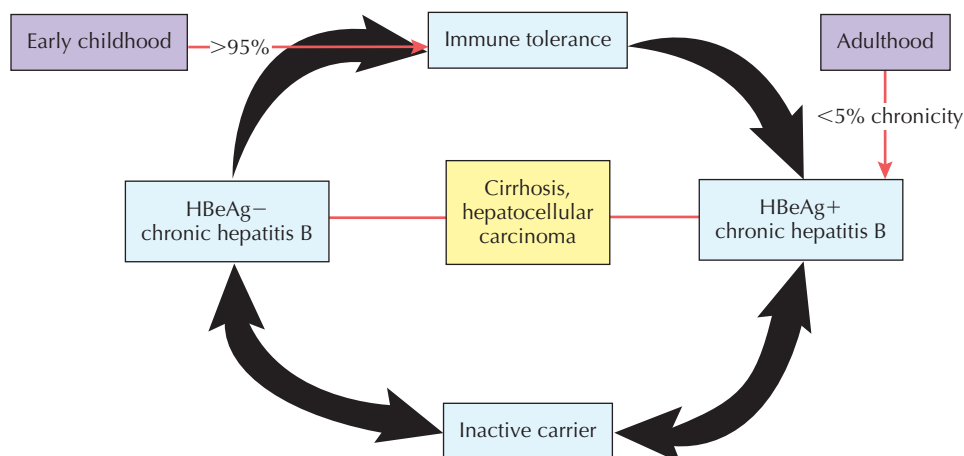 Early childhood
>95%
Immune tolerance
Adulthood
<5% chronicity
HBeAg−
chronic hepatitis B
Cirrhosis,
hepatocellular
carcinoma
HBeAg+
chronic hepatitis B
Inactive carrier